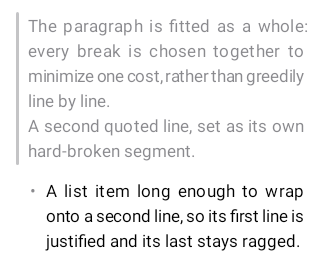 The paragraph is fitted as a whole:
every break is chosen together to
minimize one cost, rather than greedily
line by line.
A second quoted line, set as its own
hard-broken segment.
• A list item long enough to wrap
onto a second line, so its first line is
justified and its last stays ragged.